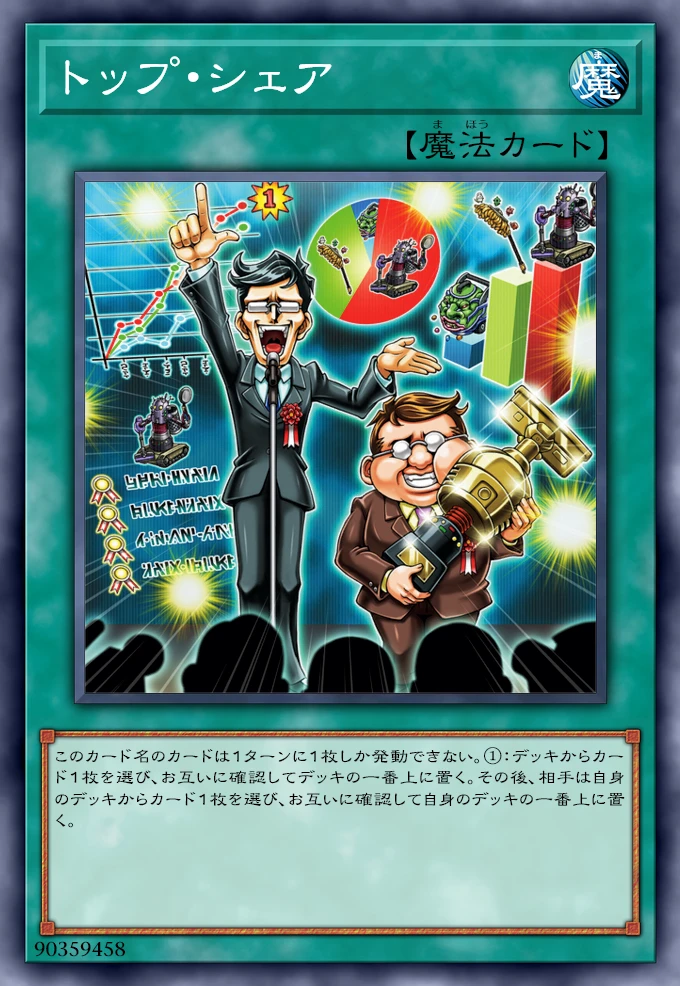 トップ・シェア
魔
ま
ま ほう
【魔法カード】
1
このカード名のカードは1ターンに1枚しか発動できない。①:デッキからカー
ド1枚を選び、お互いに確認してデッキの一番上に置く。その後、相手は自身
のデッキからカード1枚を選び、お互いに確認して自身のデッキの一番上に置
く。
90359458